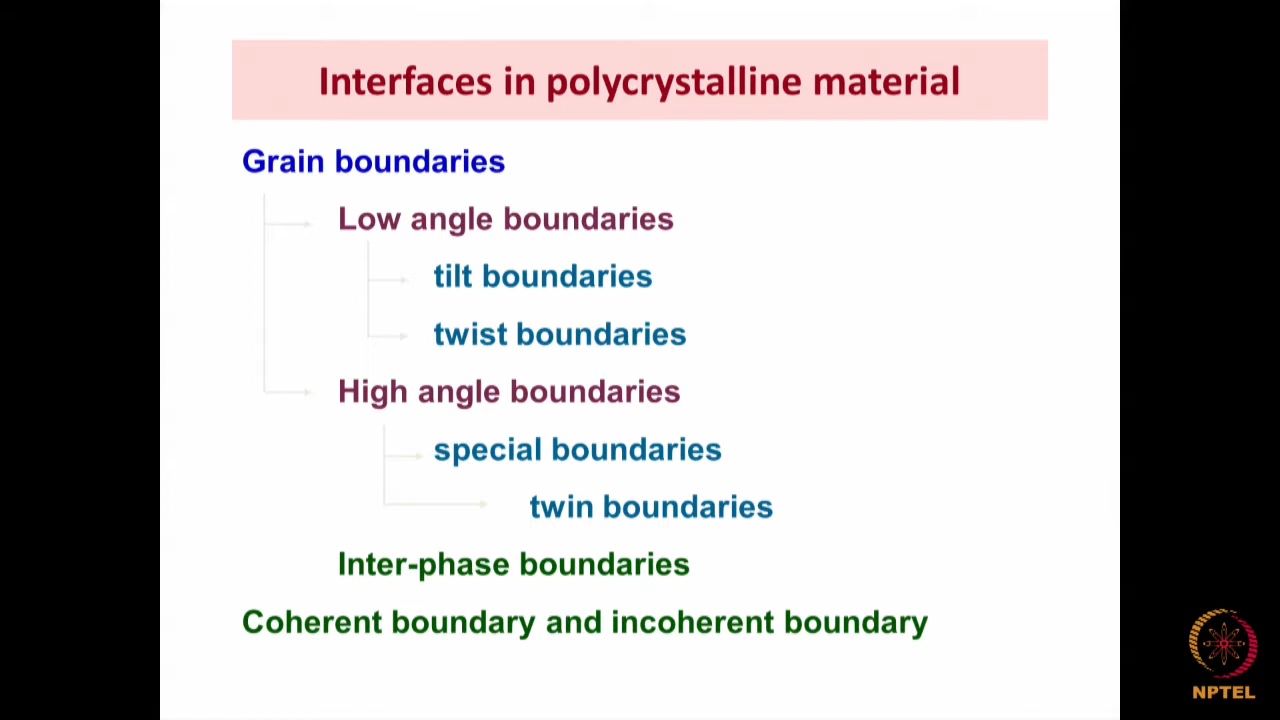 Interfaces in polycrystalline material
Grain boundaries
Low angle boundaries
tilt boundaries
twist boundaries
High angle boundaries
special boundaries
twin boundaries
Inter-phase boundaries
Coherent boundary and incoherent boundary
NPTEL